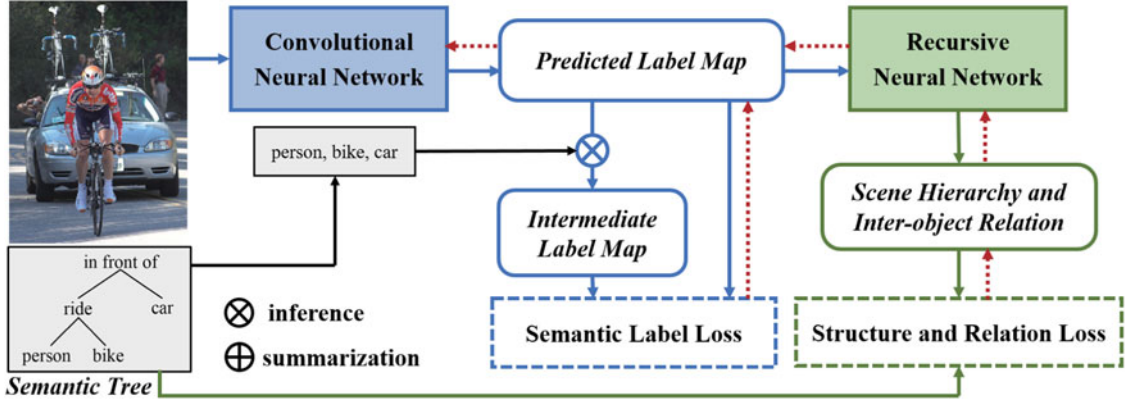 Convolutional
Neural Network
Predicted Label Map
Recursive
Neural Network
person, bike, car
Intermediate
Label Map
Scene Hierarchy and
Inter-object Relation
in front of
ride car
person bike
Semantic Tree
inference
summarization
Semantic Label Loss
Structure and Relation Loss